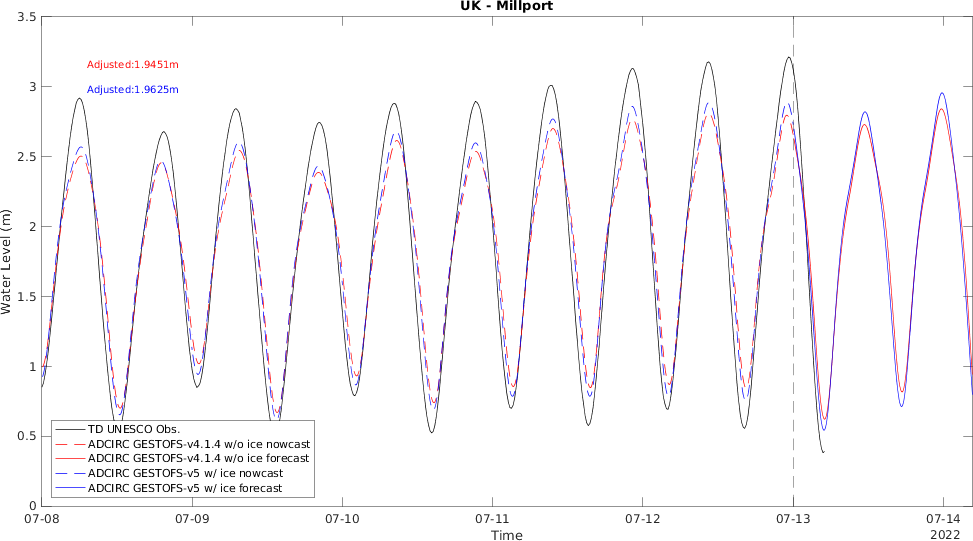 UK - Millport
3.5
3
2.5
2
1.5
1
0.5
0
Water Level (m)
Adjusted:1.9451m
Adjusted:1.9625m
TD UNESCO Obs.
ADCIRC GESTOFS-v4.1.4 w/o ice nowcast
ADCIRC GESTOFS-v4.1.4 w/o ice forecast
ADCIRC GESTOFS-v5 w/ ice nowcast
ADCIRC GESTOFS-v5 w/ ice forecast
07-08 07-09 07-10 07-11 07-12 07-13 07-14
Time
2022